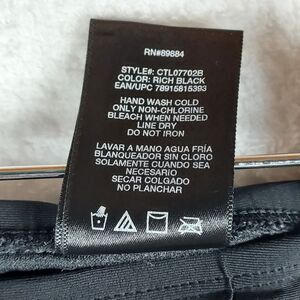 RN#89884
STYLE#: CTL07702B
COLOR: RICH BLACK
EAN/UPC 78915815393
HAND WASH COLD
ONLY NON-CHLORINE
BLEACH WHEN NEEDED
LINE DRY
DO NOT IRON
LAVAR A MANO AGUA FRÍA
BLANQUEADOR SIN CLORO
SOLAMENTE CUANDO SEA
NECESARIO
SECAR COLGADO
NO PLANCHAR